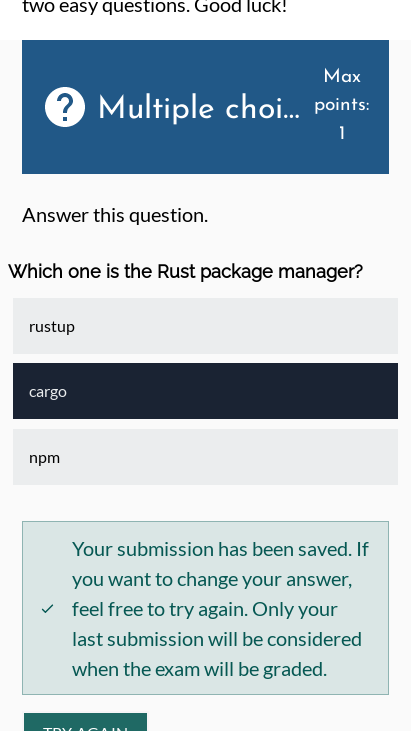 two easy questions. Good luck!
Multiple choi...
Max
points:
1
Answer this question.
Which one is the Rust package manager?
rustup
cargo
npm
Your submission has been saved. If
you want to change your answer,
feel free to try again. Only your
last submission will be considered
when the exam will be graded.
TRY AGAIN